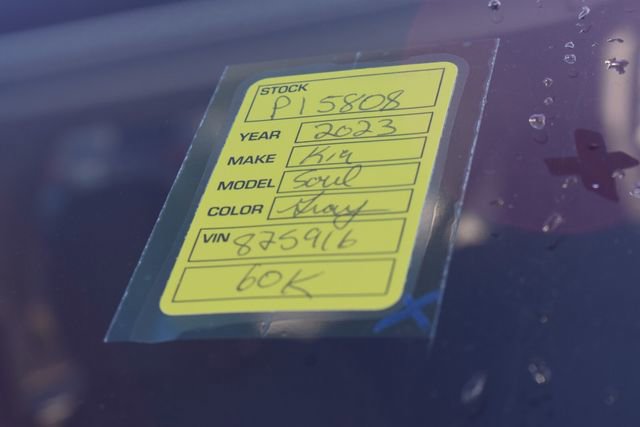 STOCK
P15808
YEAR 2023
MAKE Kia
MODEL Soul
COLOR Gray
VIN 875916
60K